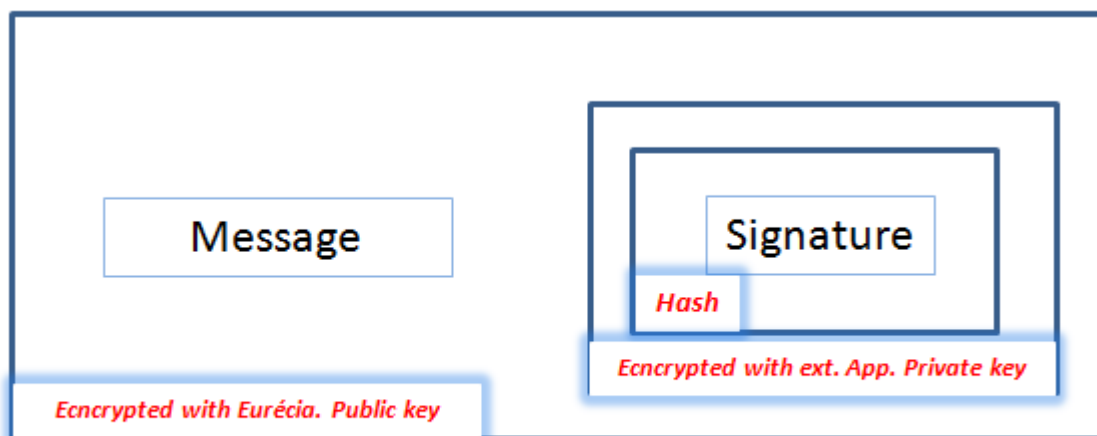 Message
Signature
Hash
Ecncrypted with ext. App. Private key
Ecncrypted with Eurécia. Public key